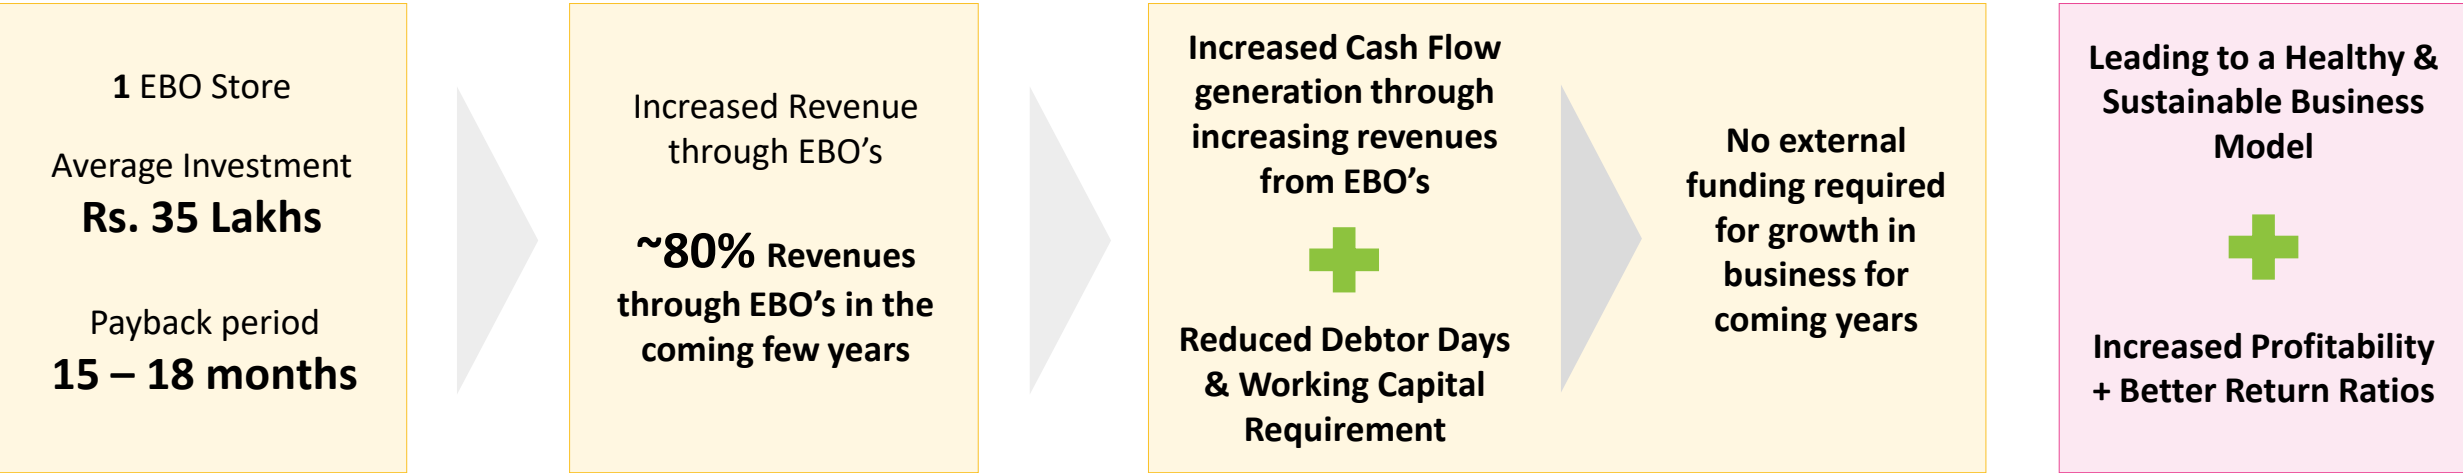 1 EBO Store
Average Investment
Rs. 35 Lakhs
Payback period
15 – 18 months
Increased Revenue
through EBO’s
~80% Revenues
through EBO’s in the
coming few years
Increased Cash Flow
generation through
increasing revenues
from EBO’s
Reduced Debtor Days
& Working Capital
Requirement
No external
funding required
for growth in
business for
coming years
Leading to a Healthy &
Sustainable Business
Model
Increased Profitability
+ Better Return Ratios